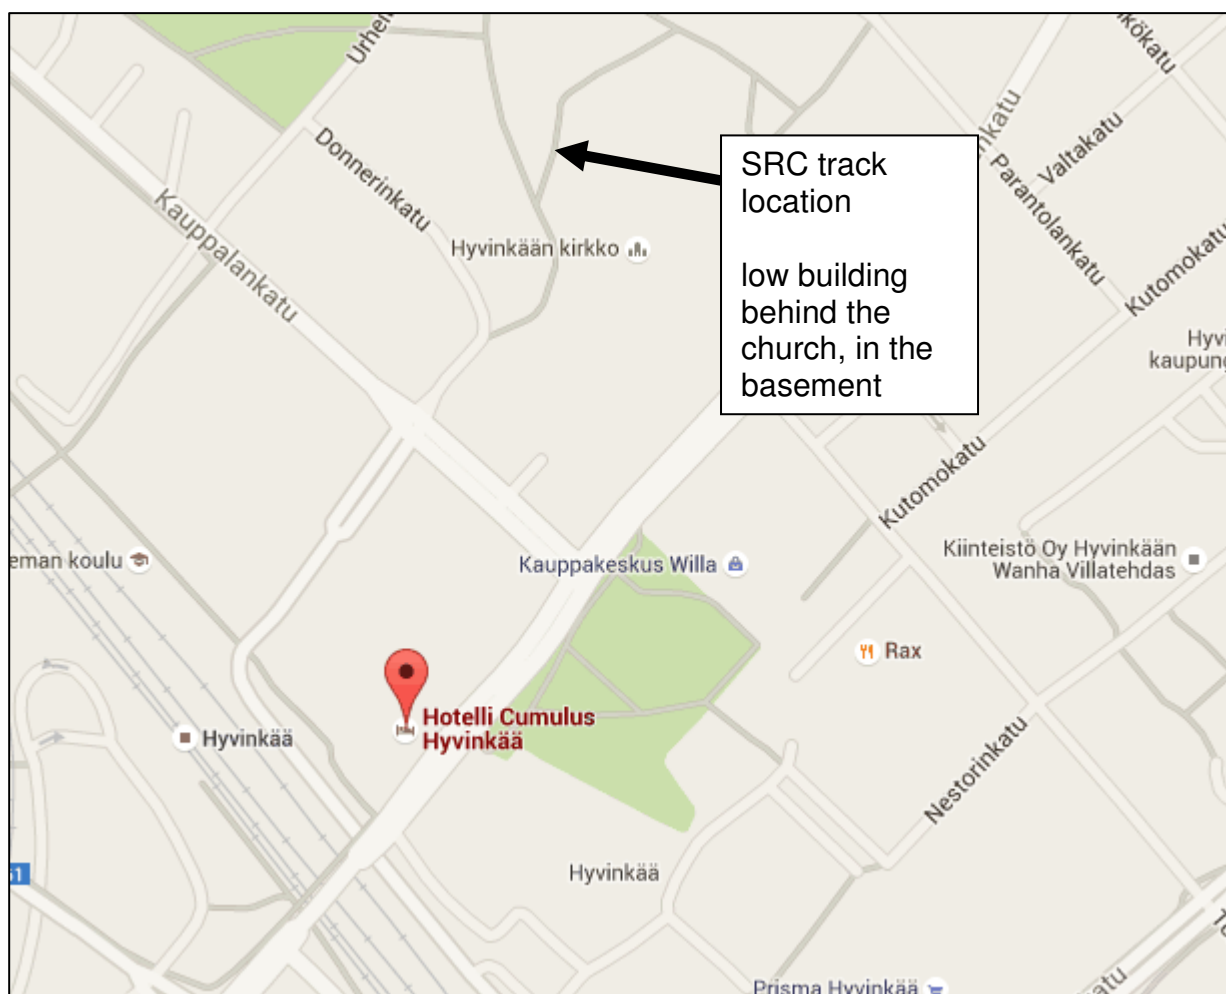 Donnerinkatu
Kauppalankatu
Hyvinkään kirkko
SRC track
location
low building
behind the
church, in the
basement
Valtakatu
Parantolankatu
Kutomokatu
Kutomokatu
Kauppakeskus Willa
Kiinteistö Oy Hyvinkään
Wanha Villatehdas
eman koulu
Rax
Hotelli Cumulus
Hyvinkää
Hyvinkää
Nestorinkatu
Hyvinkää
Prisma Hyvinkää